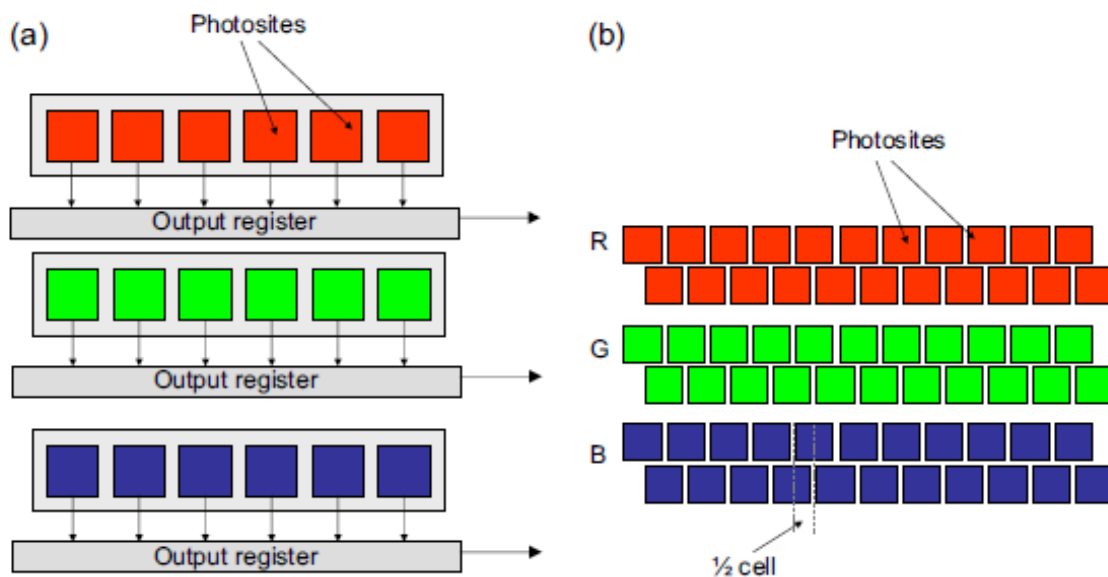 (a)
Photosites
Output register
Output register
Output register
(b)
Photosites
R
G
B
½ cell